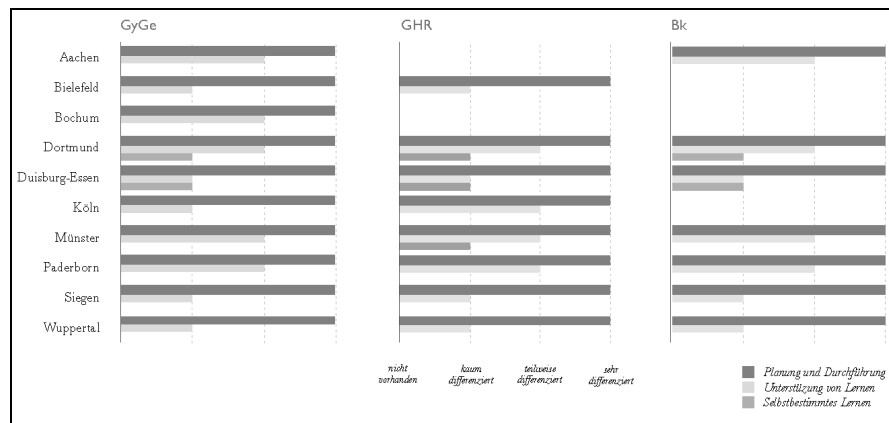 GyGe GHR Bk
Aachen
Bielefeld
Bochum
Dortmund
Duisburg-Essen
Köln
Münster
Paderborn
Siegen
Wuppertal
nicht kaum teilweise sehr
vorhanden differenziert differenziert differenziert
Planung und Durchführung
Unterstüzung von Lernen
Selbstbestimmtes Lernen